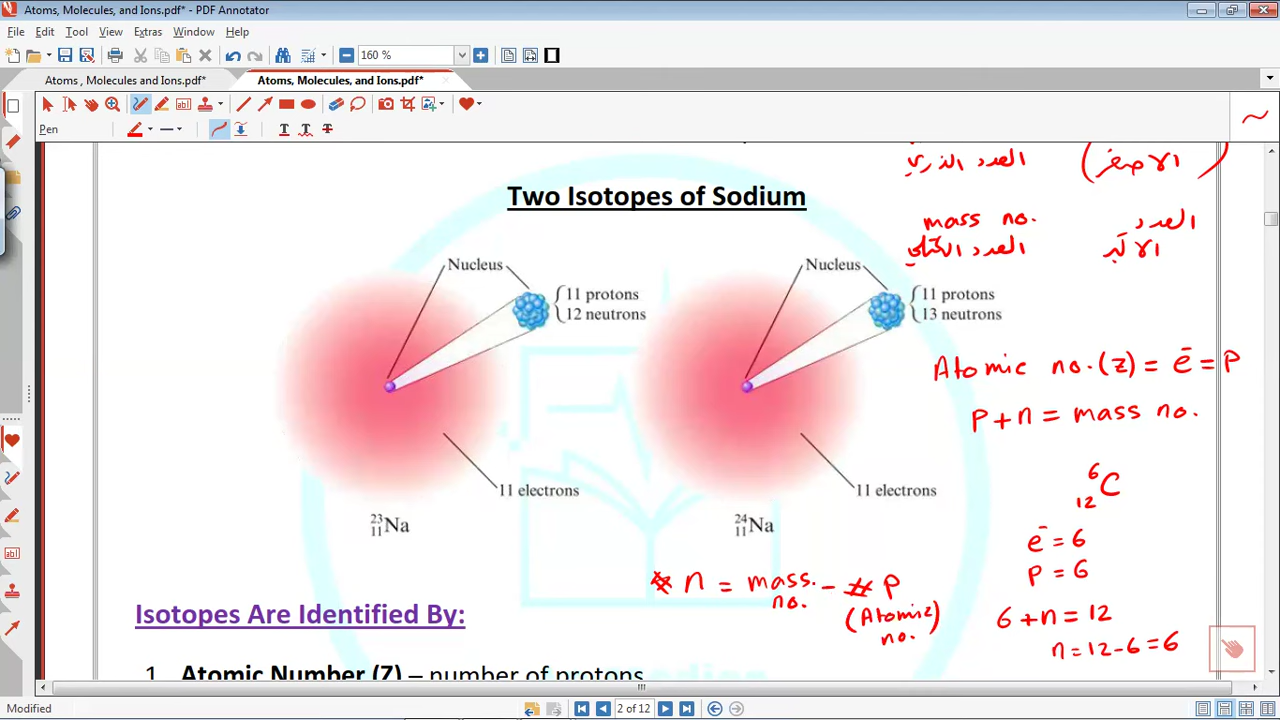 Atoms, Molecules, and Ions.pdf* - PDF Annotator
File Edit Tool View Extras Window Help
160 %
Atoms , Molecules and Ions.pdf*
Atoms, Molecules, and Ions.pdf*
Pen
العدد الذري (الاصغر)
Two Isotopes of Sodium
mass no. العدد
العدد الكتلي الاكبر
Nucleus
11 protons
12 neutrons
11 electrons
23 11 Na
Nucleus
11 protons
13 neutrons
11 electrons
24 11 Na
Atomic no.(Z) = e⁻ = P
P + n = mass no.
6 12 C
e⁻ = 6
P = 6
6 + n = 12
n = 12 - 6 = 6
# n = mass. no. - # P
(Atomic no.)
Isotopes Are Identified By:
1. Atomic Number (Z) – number of protons
Modified
2 of 12